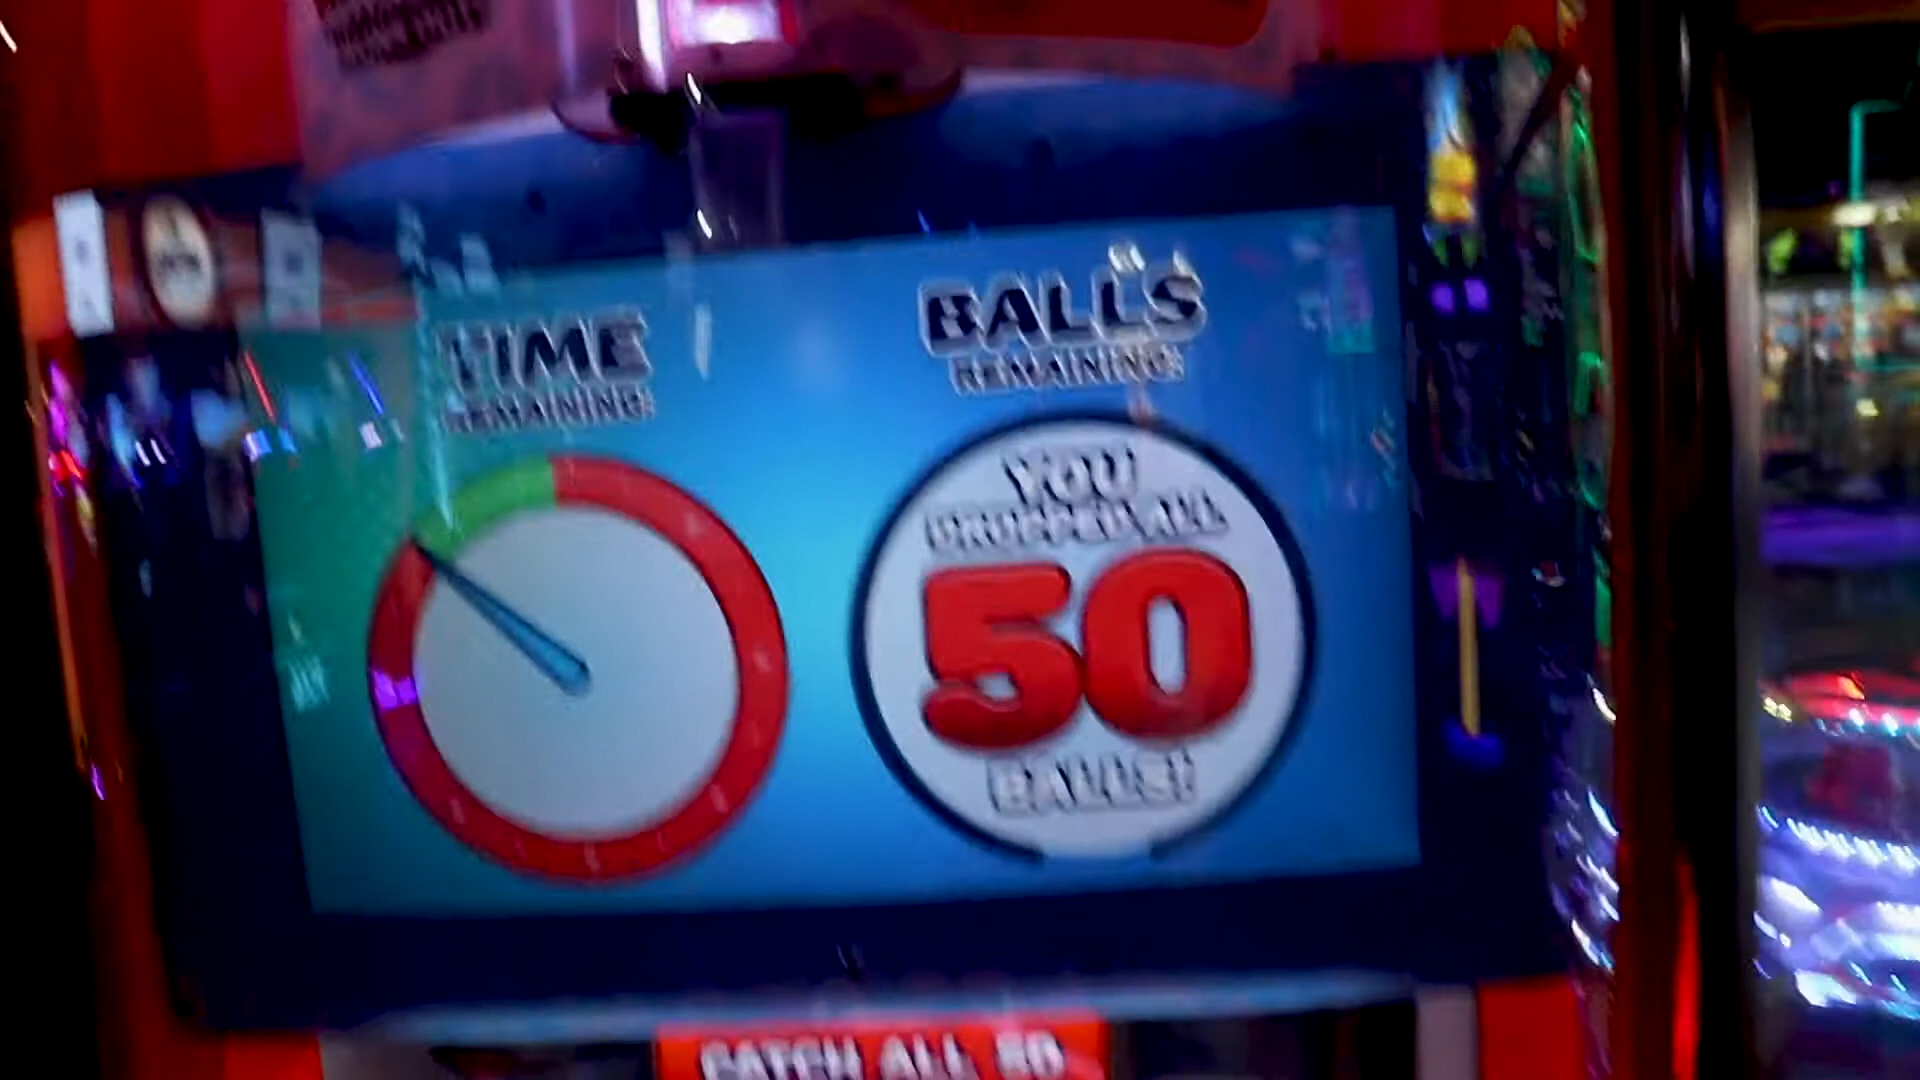 TIME
REMAINING:
BALLS
REMAINING:
YOU
DROPPED ALL
50
BALLS!
CATCH ALL 50